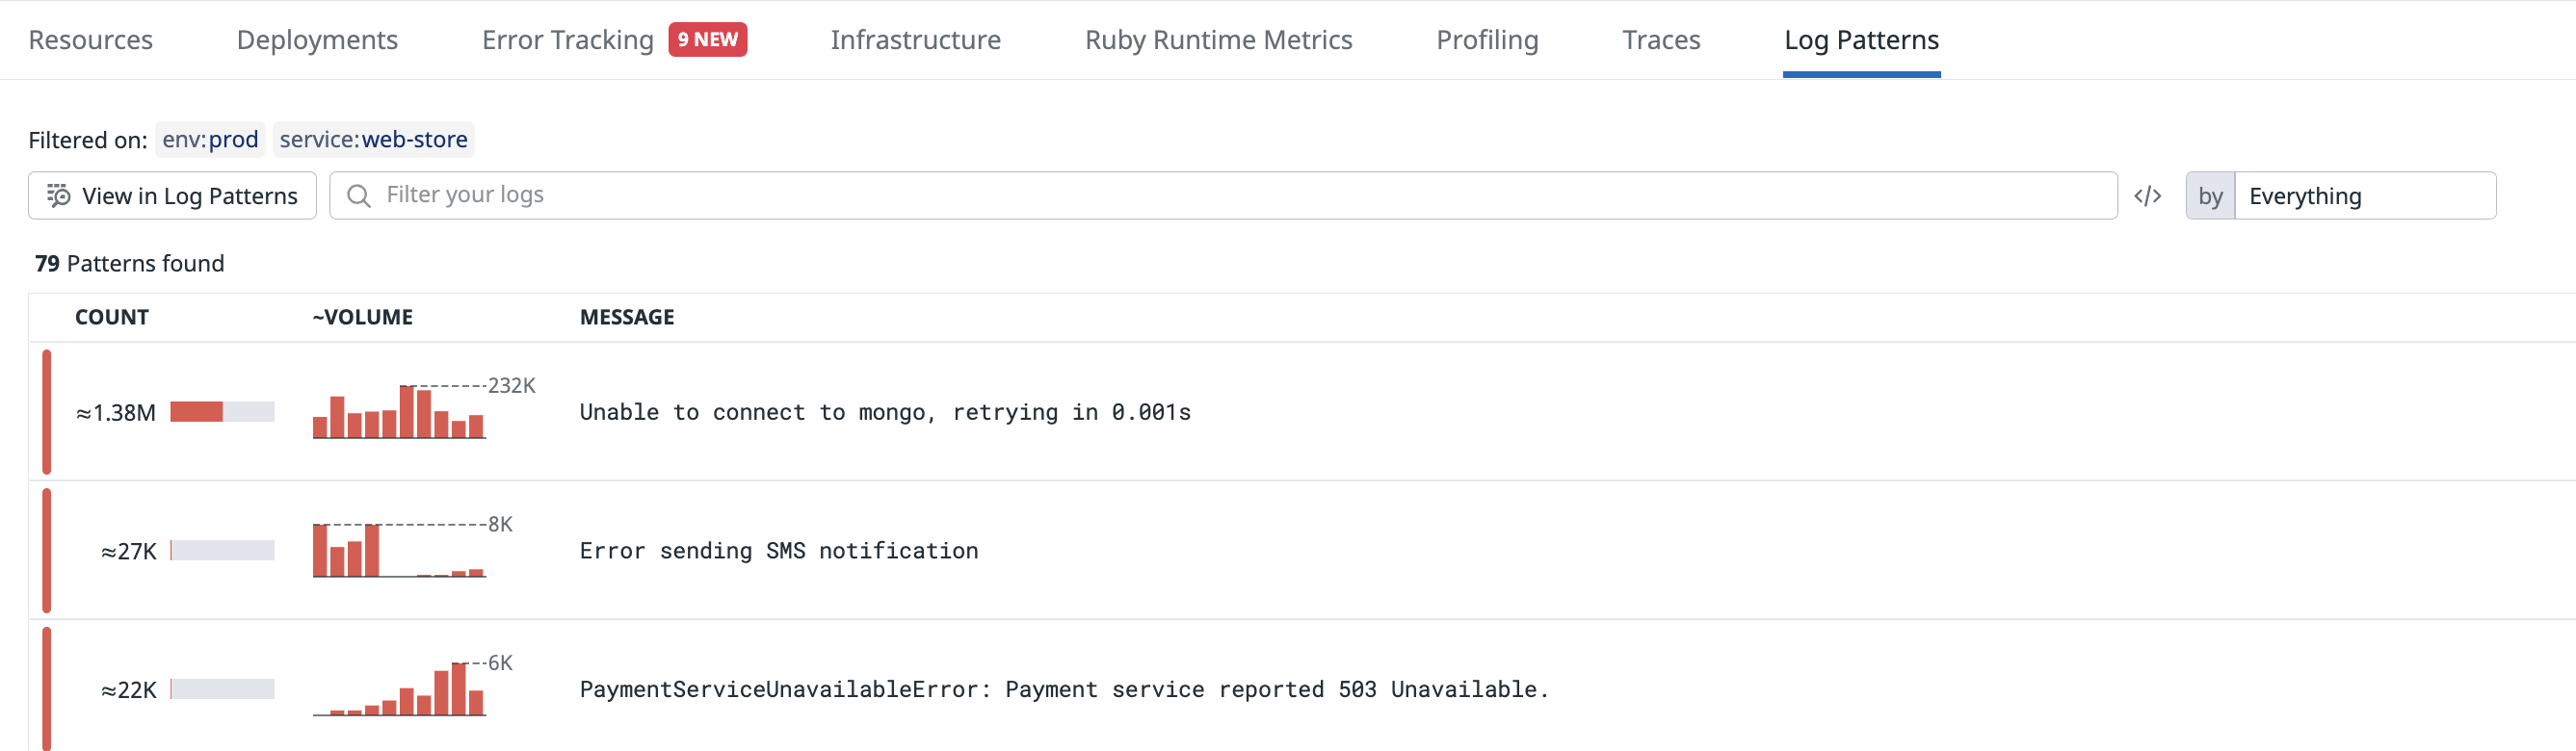 Resources Deployments Error Tracking 9 NEW Infrastructure Ruby Runtime Metrics Profiling Traces Log Patterns
Filtered on: env:prod service:web-store
View in Log Patterns Filter your logs </> by Everything
79 Patterns found
COUNT ~VOLUME MESSAGE
≈1.38M 232K Unable to connect to mongo, retrying in 0.001s
≈27K 8K Error sending SMS notification
≈22K 6K PaymentServiceUnavailableError: Payment service reported 503 Unavailable.